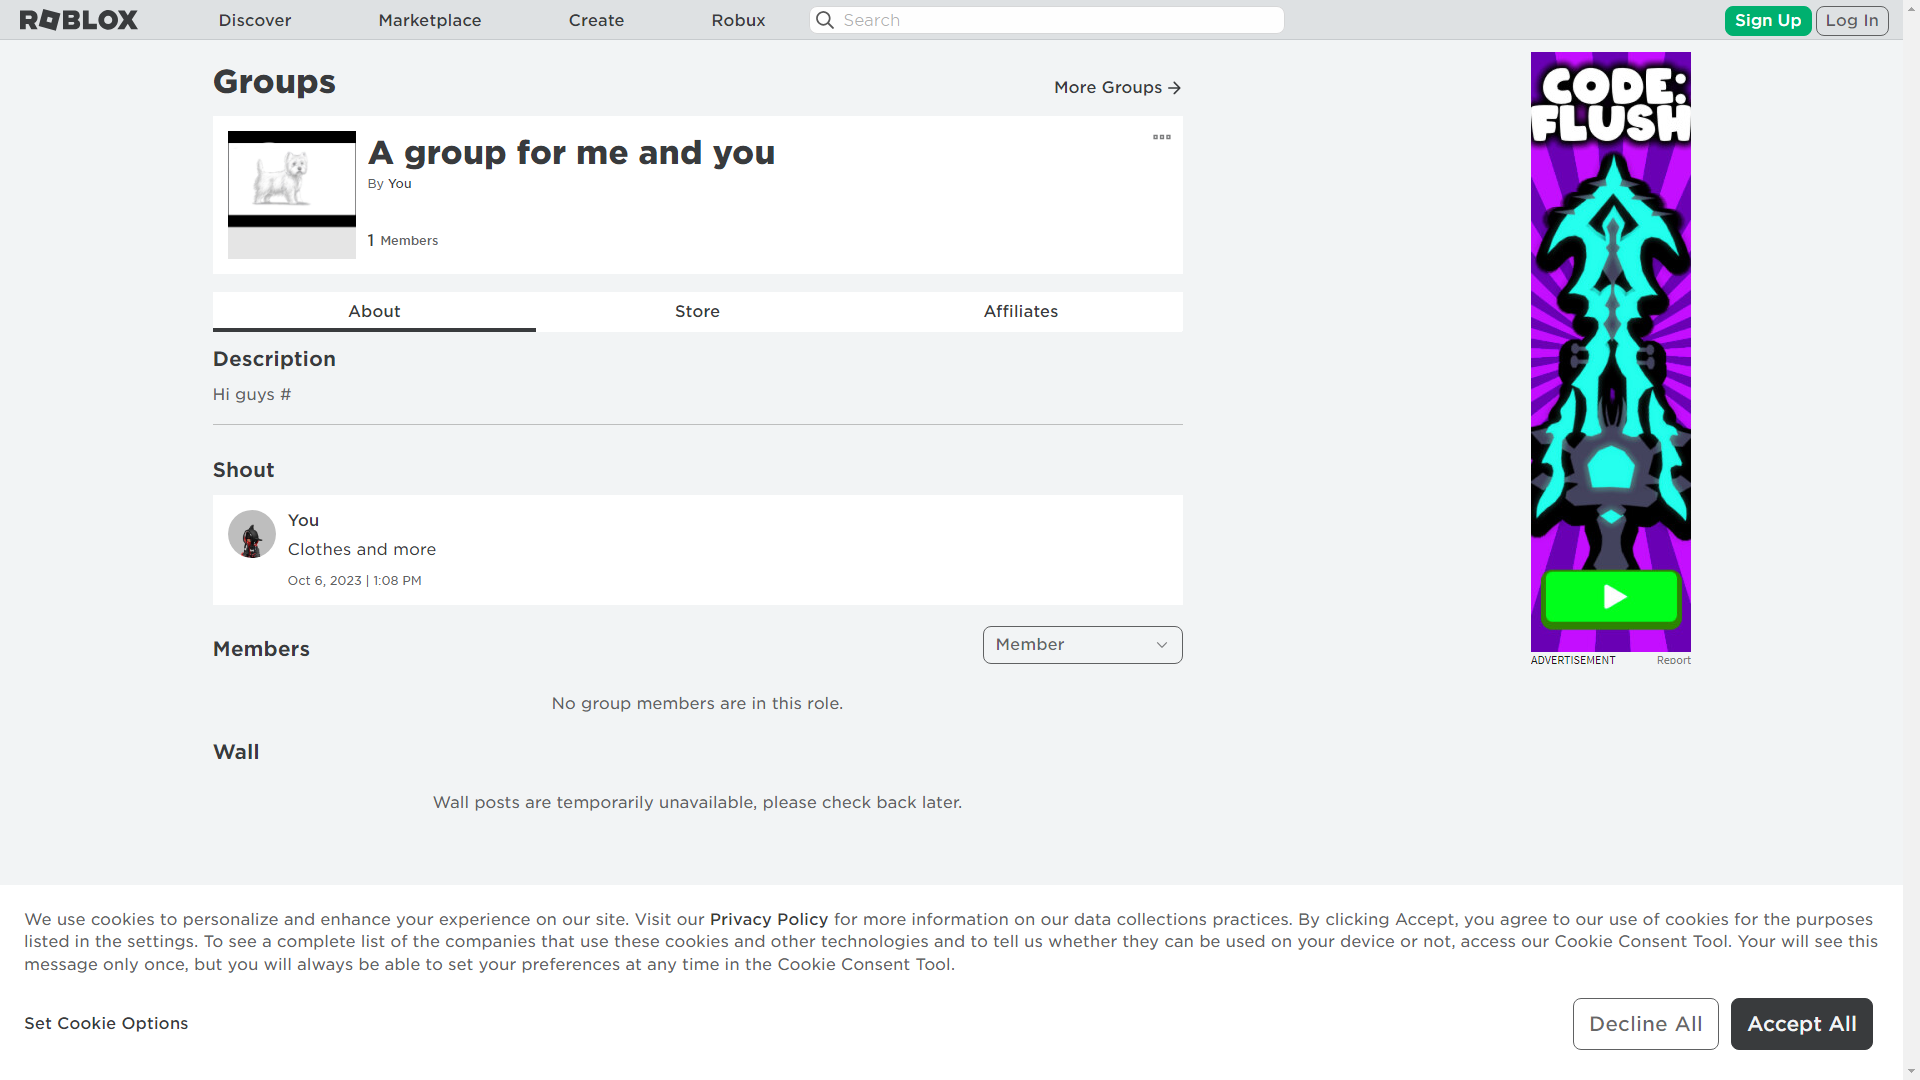 ROBLOX
Discover
Marketplace
Create
Robux
Search
Sign Up
Log In
Groups
More Groups
A group for me and you
By You
1 Members
About
Store
Affiliates
Description
Hi guys #
Shout
You
Clothes and more
Oct 6, 2023 | 1:08 PM
Members
Member
No group members are in this role.
Wall
Wall posts are temporarily unavailable, please check back later.
CODE:
FLUSH
ADVERTISEMENT
Report
We use cookies to personalize and enhance your experience on our site. Visit our Privacy Policy for more information on our data collections practices. By clicking Accept, you agree to our use of cookies for the purposes
listed in the settings. To see a complete list of the companies that use these cookies and other technologies and to tell us whether they can be used on your device or not, access our Cookie Consent Tool. Your will see this
message only once, but you will always be able to set your preferences at any time in the Cookie Consent Tool.
Set Cookie Options
Decline All
Accept All